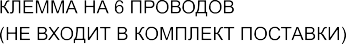 КЛЕММА НА 6 ПРОВОДОВ
(НЕ ВХОДИТ В КОМПЛЕКТ ПОСТАВКИ)